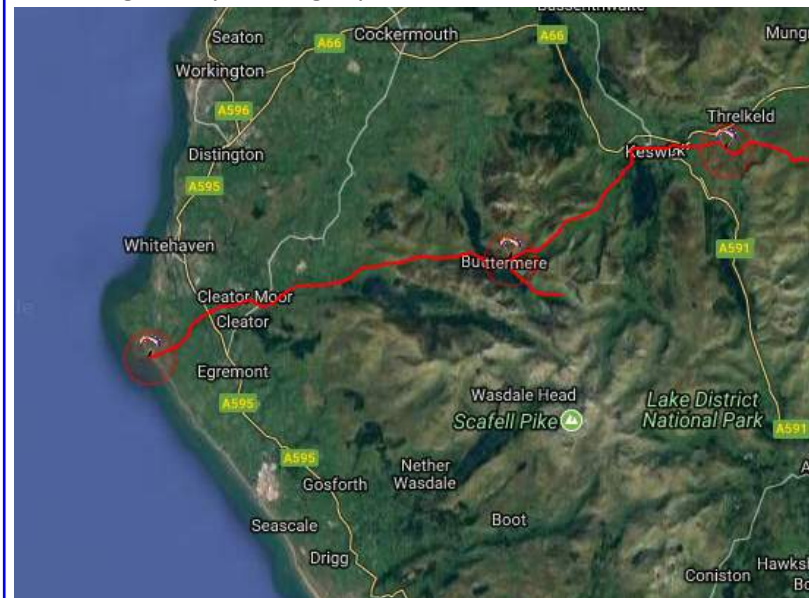 Seaton
A66
Cockermouth
A66
Workington
A596
Threlkeld
Distington
Keswick
A595
Whitehaven
A591
Buttermere
Cleator Moor
Cleator
Egremont
A595
Wasdale Head
Lake District
National Park
Scafell Pike
A591
A595
Nether
Wasdale
Gosforth
Seascale
Boot
Drigg
Coniston